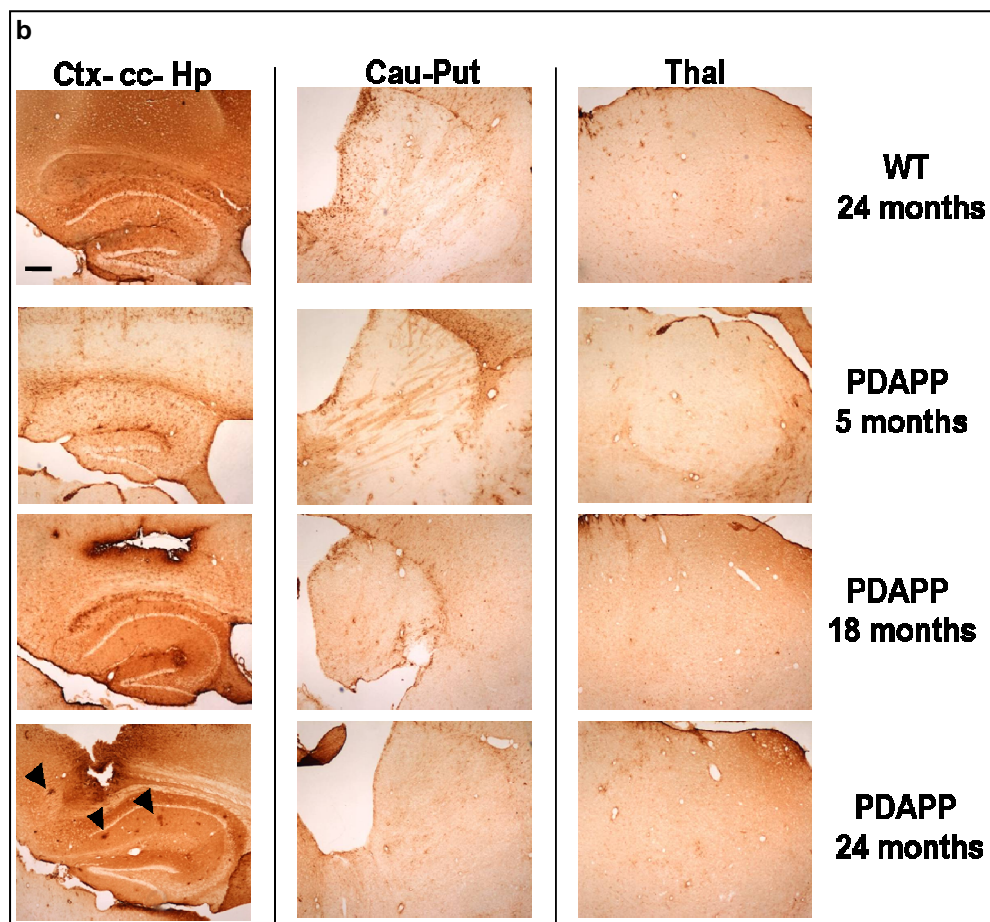 b
Ctx- cc- Hp
Cau-Put
Thal
WT
24 months
PDAPP
5 months
PDAPP
18 months
PDAPP
24 months